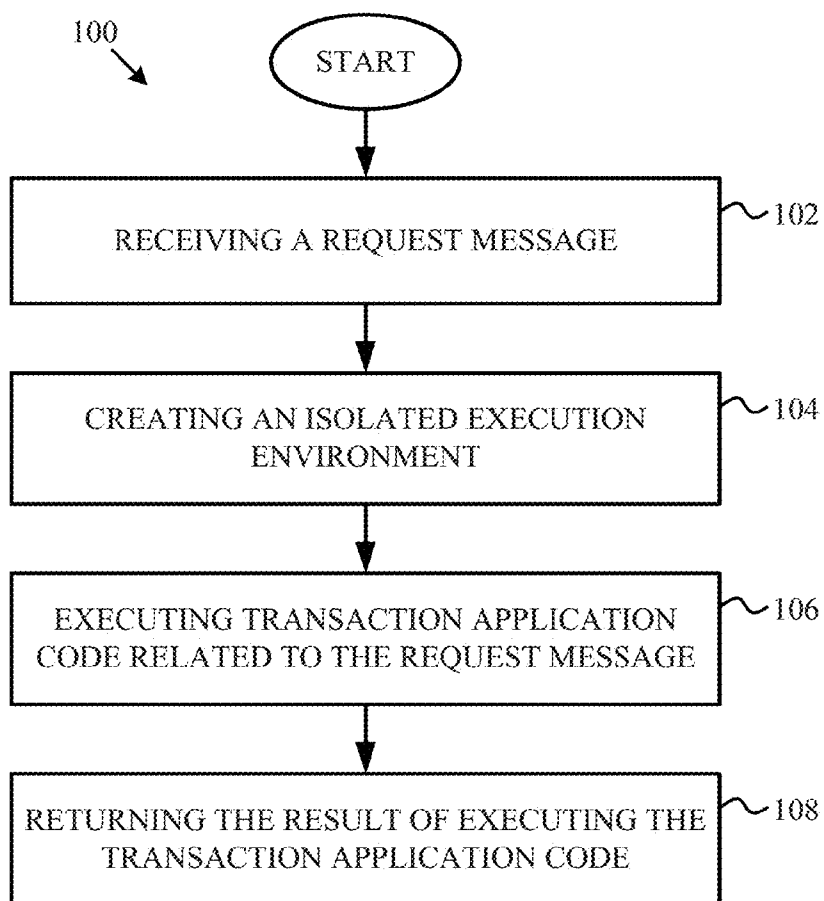 100
START
RECEIVING A REQUEST MESSAGE
102
CREATING AN ISOLATED EXECUTION
ENVIRONMENT
104
EXECUTING TRANSACTION APPLICATION
CODE RELATED TO THE REQUEST MESSAGE
106
RETURNING THE RESULT OF EXECUTING THE
TRANSACTION APPLICATION CODE
108